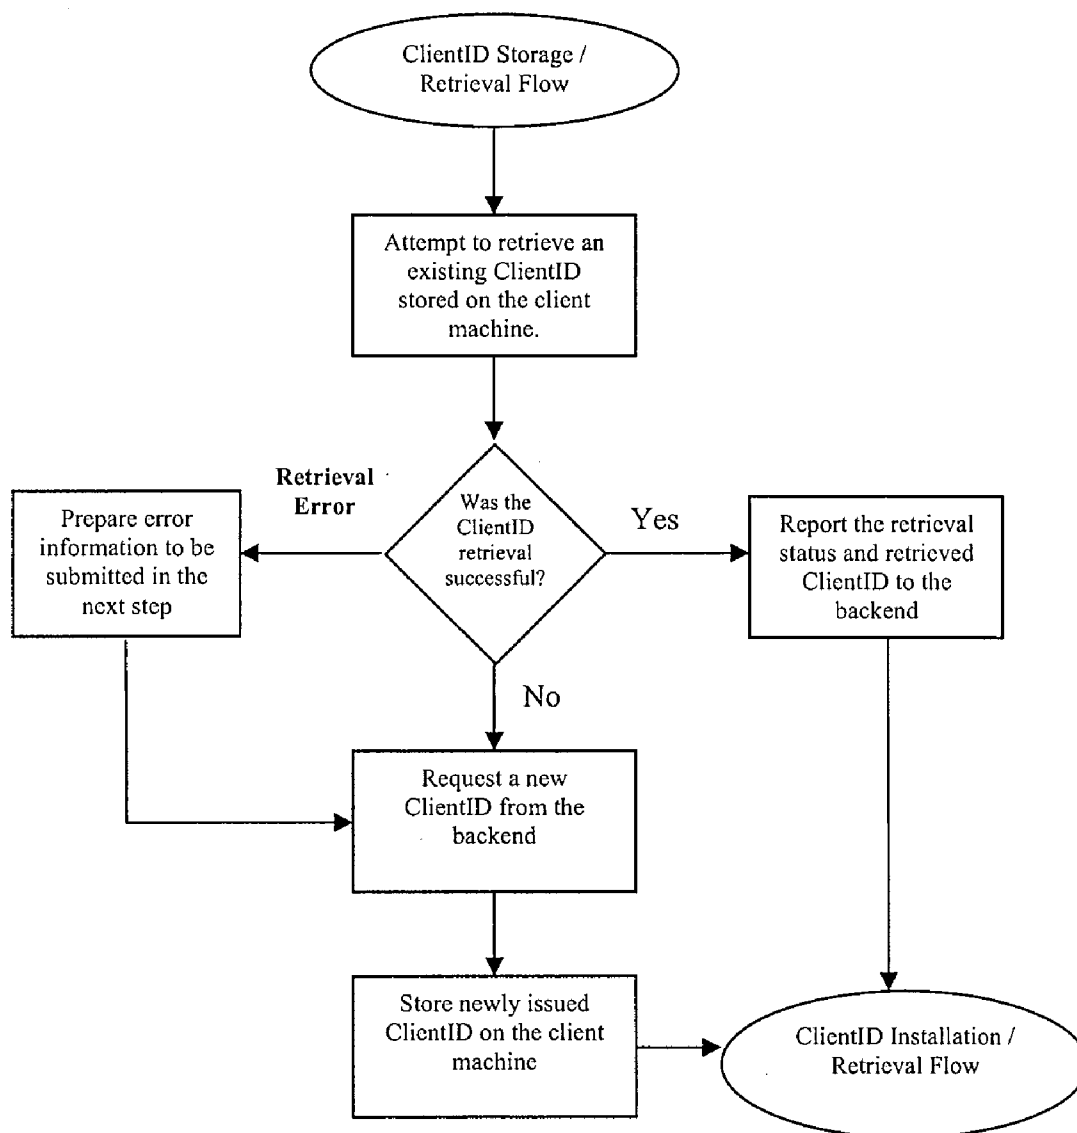 ClientID Storage /
Retrieval Flow
Attempt to retrieve an
existing ClientID
stored on the client
machine.
Retrieval
Error
Was the
ClientID
retrieval
successful?
Yes
Prepare error
information to be
submitted in the
next step
Report the retrieval
status and retrieved
ClientID to the
backend
No
Request a new
ClientID from the
backend
Store newly issued
ClientID on the client
machine
ClientID Installation /
Retrieval Flow